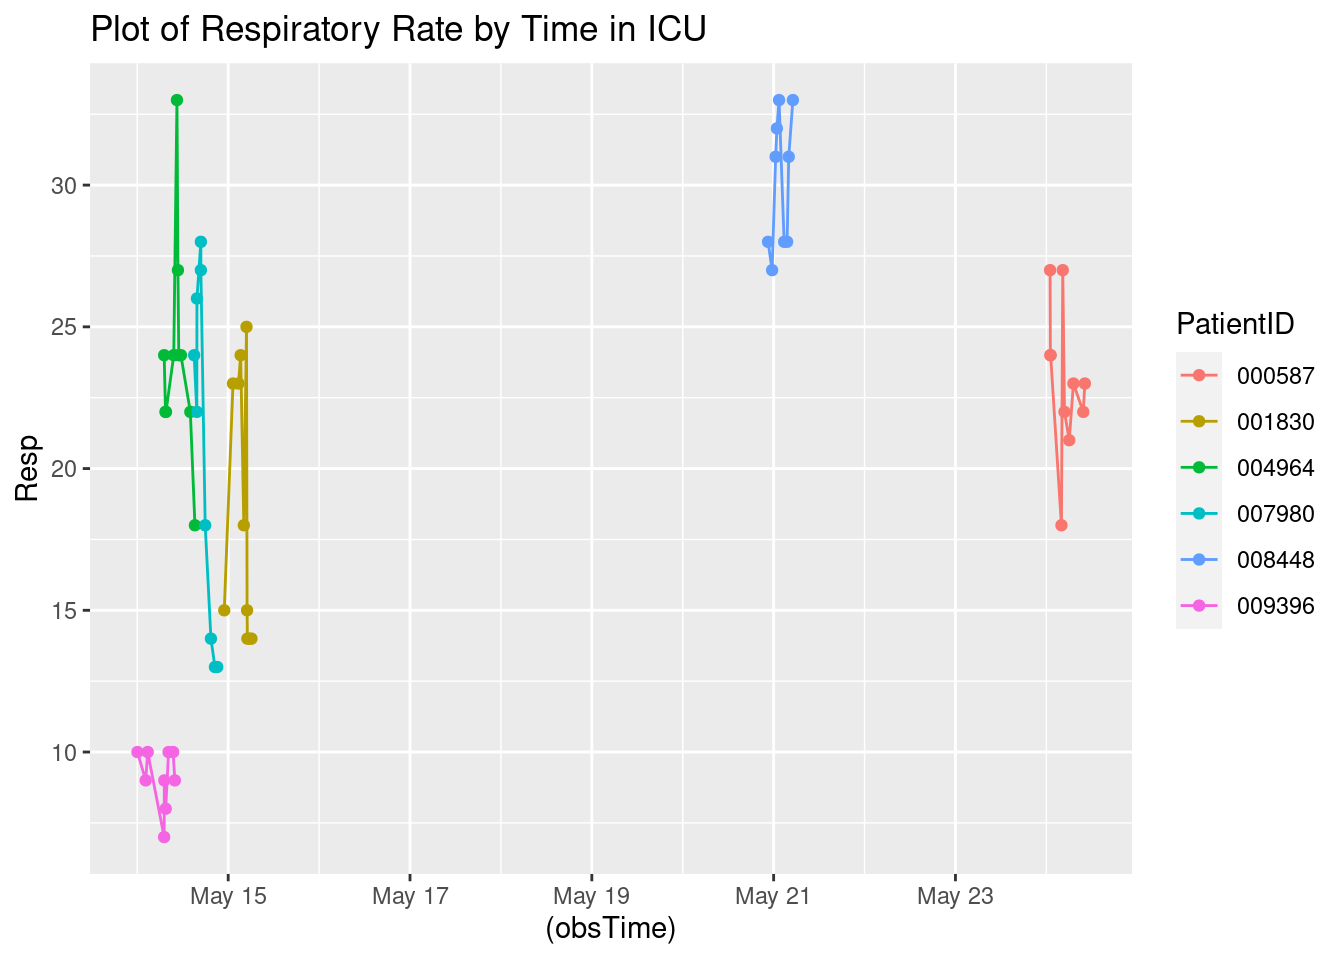 Plot of Respiratory Rate by Time in ICU
30
25
20
15
10
Resp
May 15
May 17
May 19
May 21
May 23
(obsTime)
PatientID
000587
001830
004964
007980
008448
009396